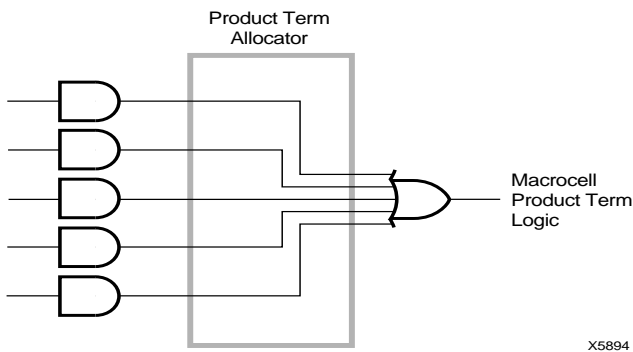 Product Term
Allocator
Macrocell
Product Term
Logic
X5894